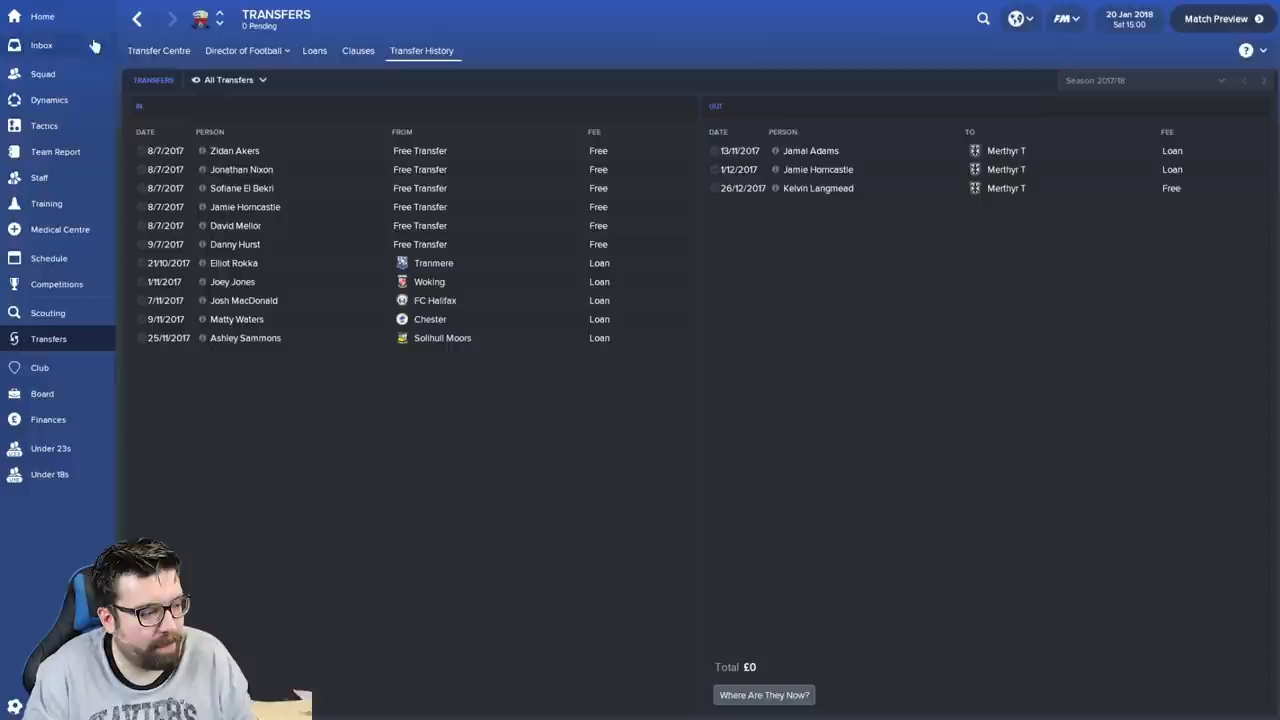 Home
Inbox
Squad
Dynamics
Tactics
Team Report
Staff
Training
Medical Centre
Schedule
Competitions
Scouting
Transfers
Club
Board
Finances
Under 23s
Under 18s
TRANSFERS
0 Pending
FM
20 Jan 2018
Sat 15:00
Match Preview
Transfer Centre Director of Football Loans Clauses Transfer History
TRANSFERS All Transfers Season 2017/18
IN
DATE PERSON FROM FEE
8/7/2017 Zidan Akers Free Transfer Free
8/7/2017 Jonathan Nixon Free Transfer Free
8/7/2017 Sofiane El Bekri Free Transfer Free
8/7/2017 Jamie Horncastle Free Transfer Free
8/7/2017 David Mellor Free Transfer Free
9/7/2017 Danny Hurst Free Transfer Free
21/10/2017 Elliot Rokka Tranmere Loan
1/11/2017 Joey Jones Woking Loan
7/11/2017 Josh MacDonald FC Halifax Loan
9/11/2017 Matty Waters Chester Loan
25/11/2017 Ashley Sammons Solihull Moors Loan
OUT
DATE PERSON TO FEE
13/11/2017 Jamal Adams Merthyr T Loan
1/12/2017 Jamie Horncastle Merthyr T Loan
26/12/2017 Kelvin Langmead Merthyr T Free
Total £0
Where Are They Now?